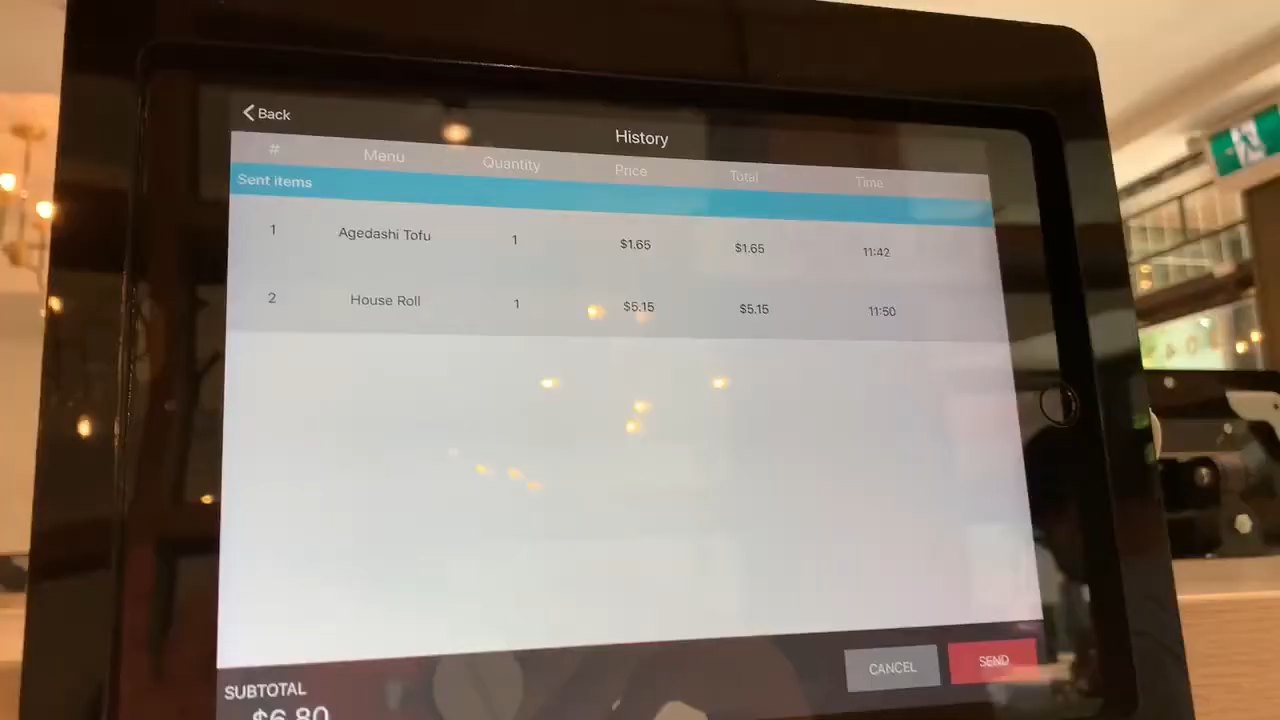 Back
History
# Menu Quantity Price Total Time
Sent items
1 Agedashi Tofu 1 $1.65 $1.65 11:42
2 House Roll 1 $5.15 $5.15 11:50
CANCEL SEND
SUBTOTAL
$6.80